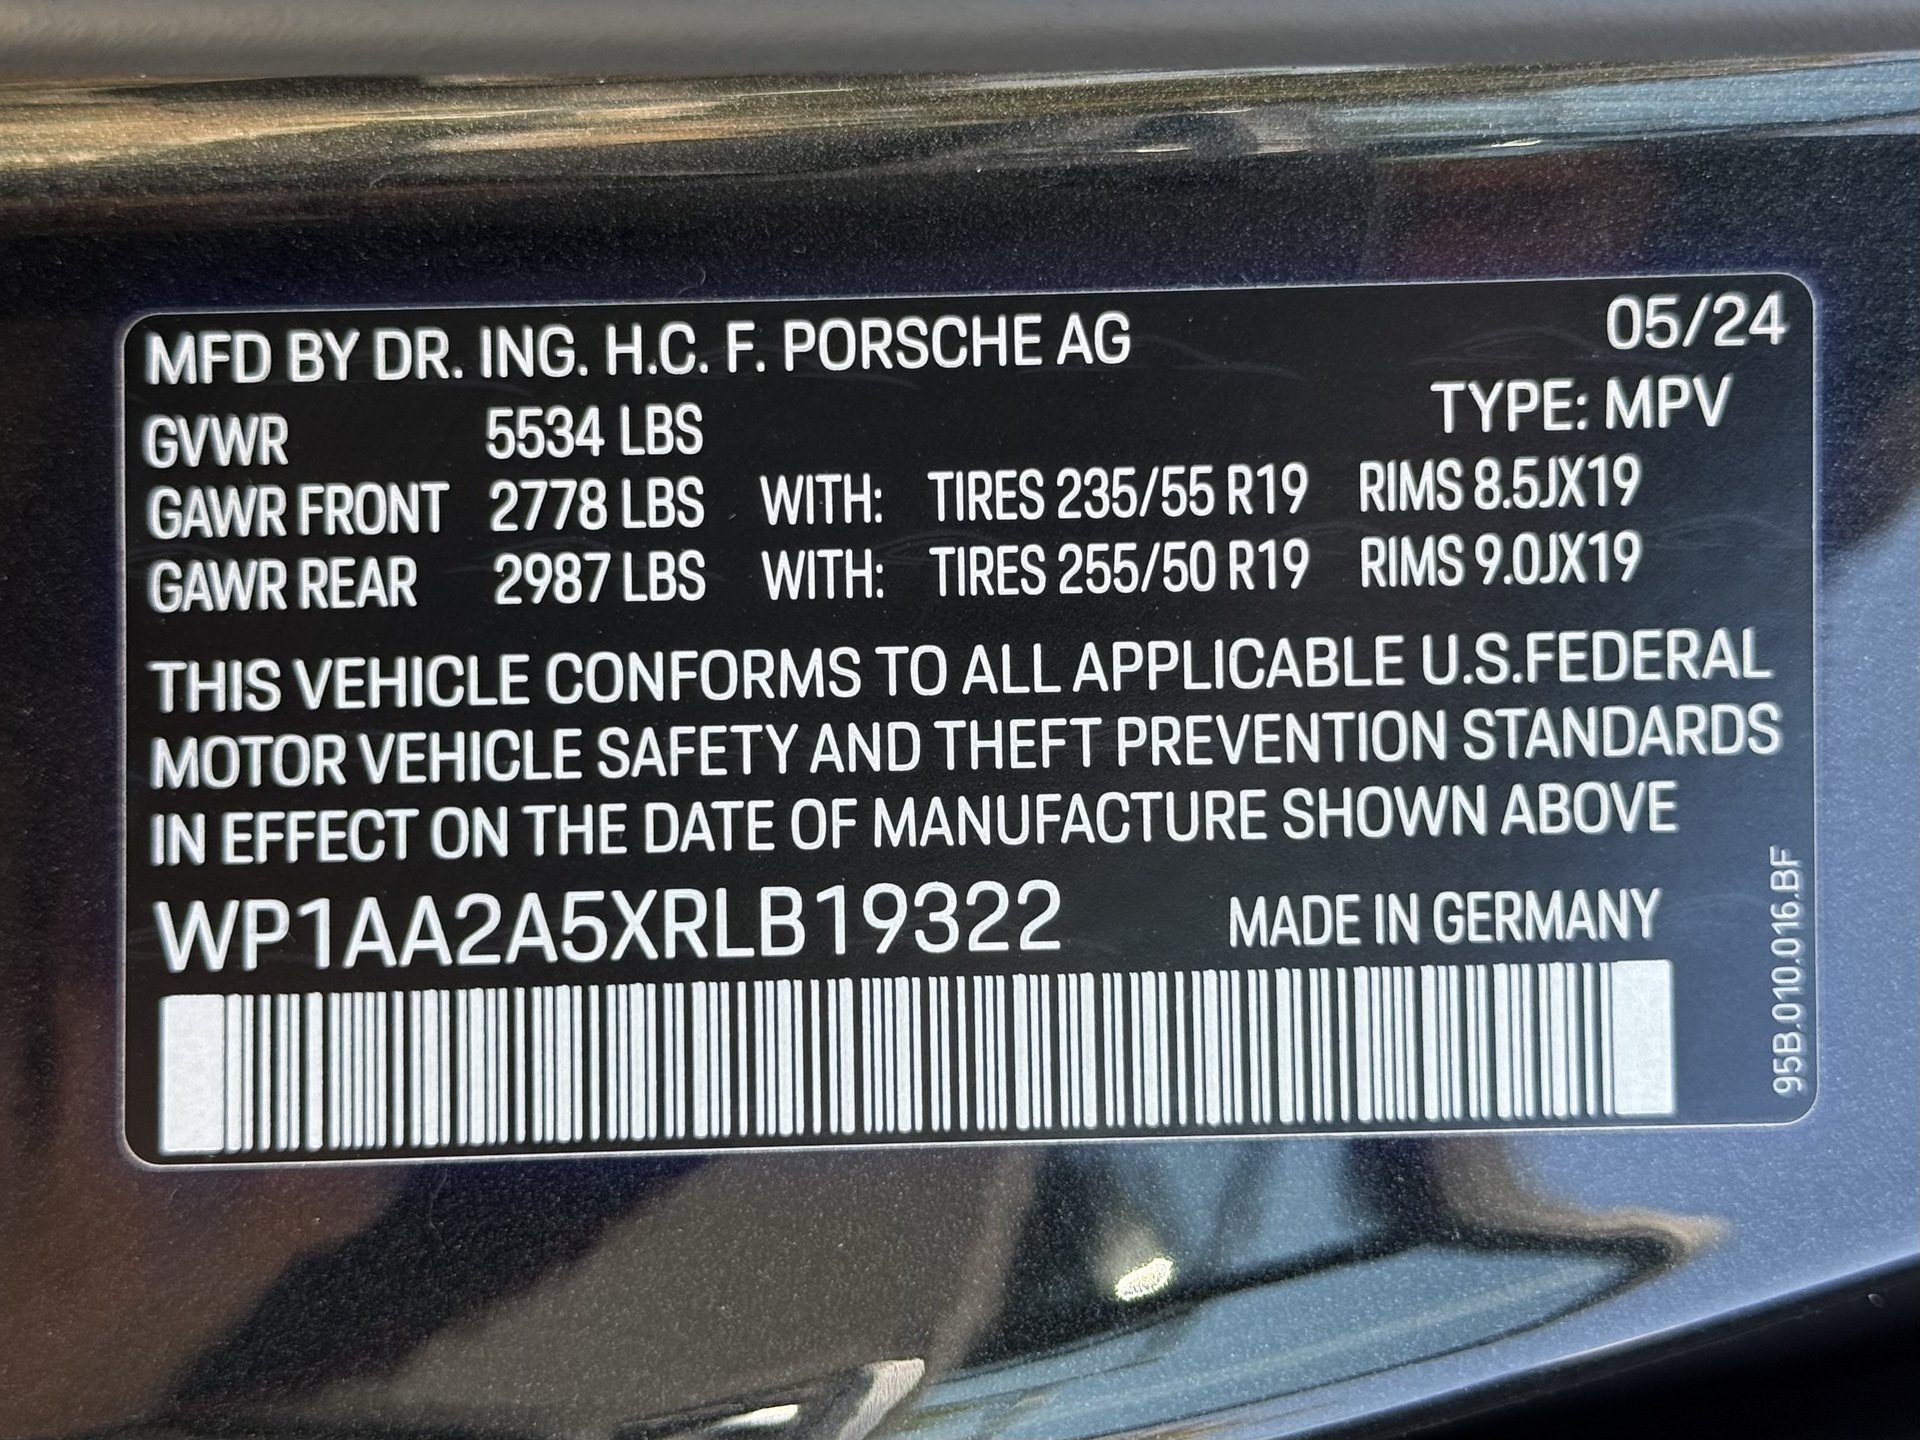 MFD BY DR. ING. H.C. F. PORSCHE AG 05/24
GVWR 5534 LBS TYPE: MPV
GAWR FRONT 2778 LBS WITH: TIRES 235/55 R19 RIMS 8.5JX19
GAWR REAR 2987 LBS WITH: TIRES 255/50 R19 RIMS 9.0JX19
THIS VEHICLE CONFORMS TO ALL APPLICABLE U.S.FEDERAL
MOTOR VEHICLE SAFETY AND THEFT PREVENTION STANDARDS
IN EFFECT ON THE DATE OF MANUFACTURE SHOWN ABOVE
WP1AA2A5XRLB19322 MADE IN GERMANY
95B.010.016.BF